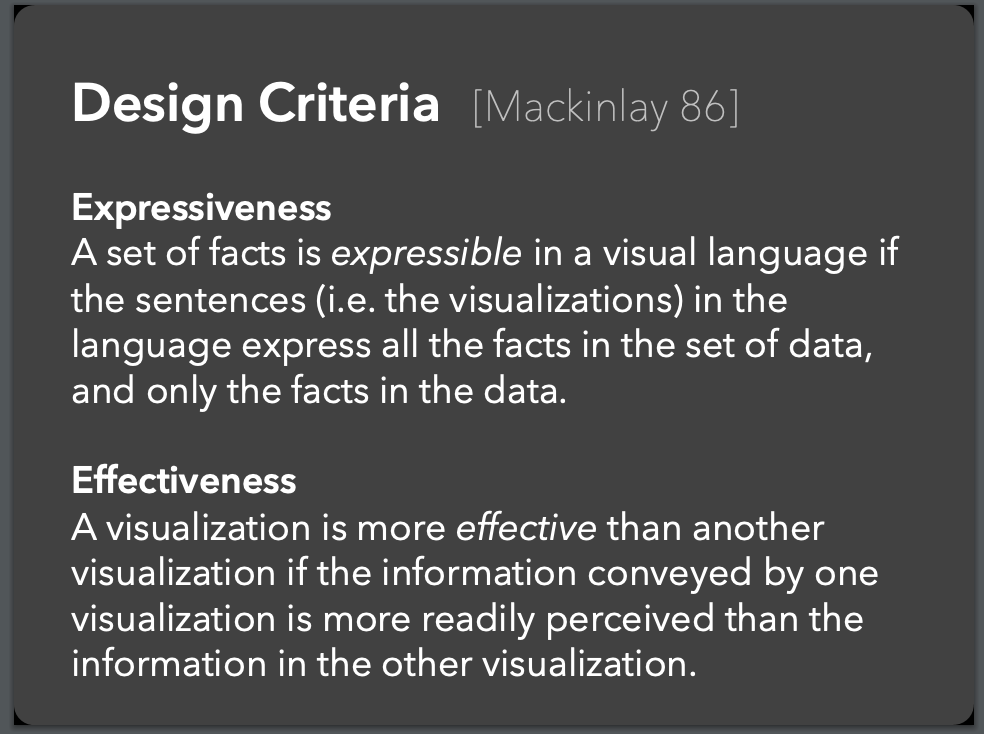 Design Criteria [Mackinlay 86]
Expressiveness
A set of facts is expressible in a visual language if
the sentences (i.e. the visualizations) in the
language express all the facts in the set of data,
and only the facts in the data.
Effectiveness
A visualization is more effective than another
visualization if the information conveyed by one
visualization is more readily perceived than the
information in the other visualization.